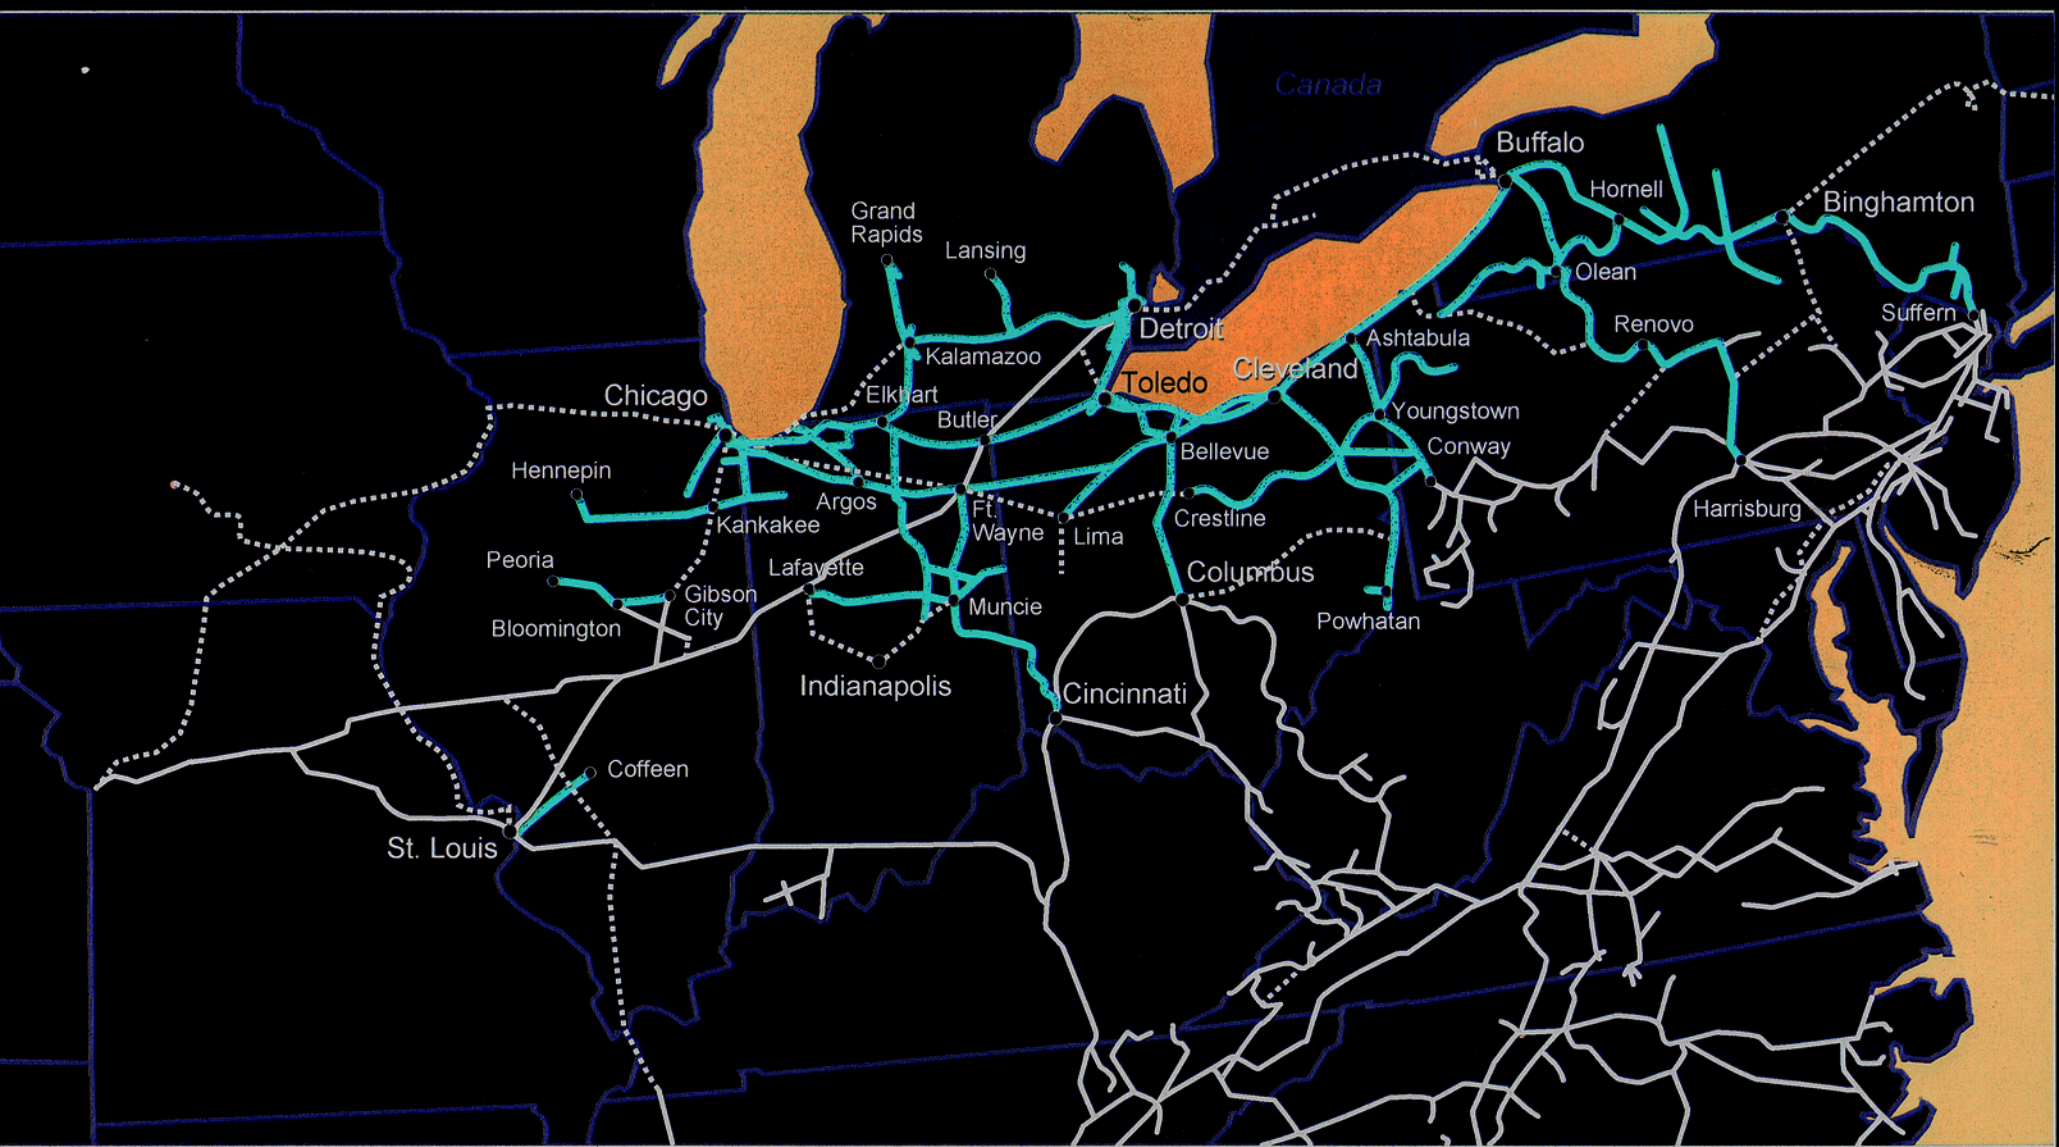 Canada
Buffalo
Hornell
Binghamton
Grand
Rapids
Lansing
Olean
Suffern
Renovo
Detroit
Ashtabula
Kalamazoo
Cleveland
Toledo
Chicago
Elkhart
Butler
Youngstown
Conway
Bellevue
Hennepin
Argos
Ft.
Wayne
Kankakee
Crestline
Harrisburg
Lima
Peoria
Lafayette
Columbus
Gibson
City
Muncie
Bloomington
Powhatan
Indianapolis
Cincinnati
Coffeen
St. Louis